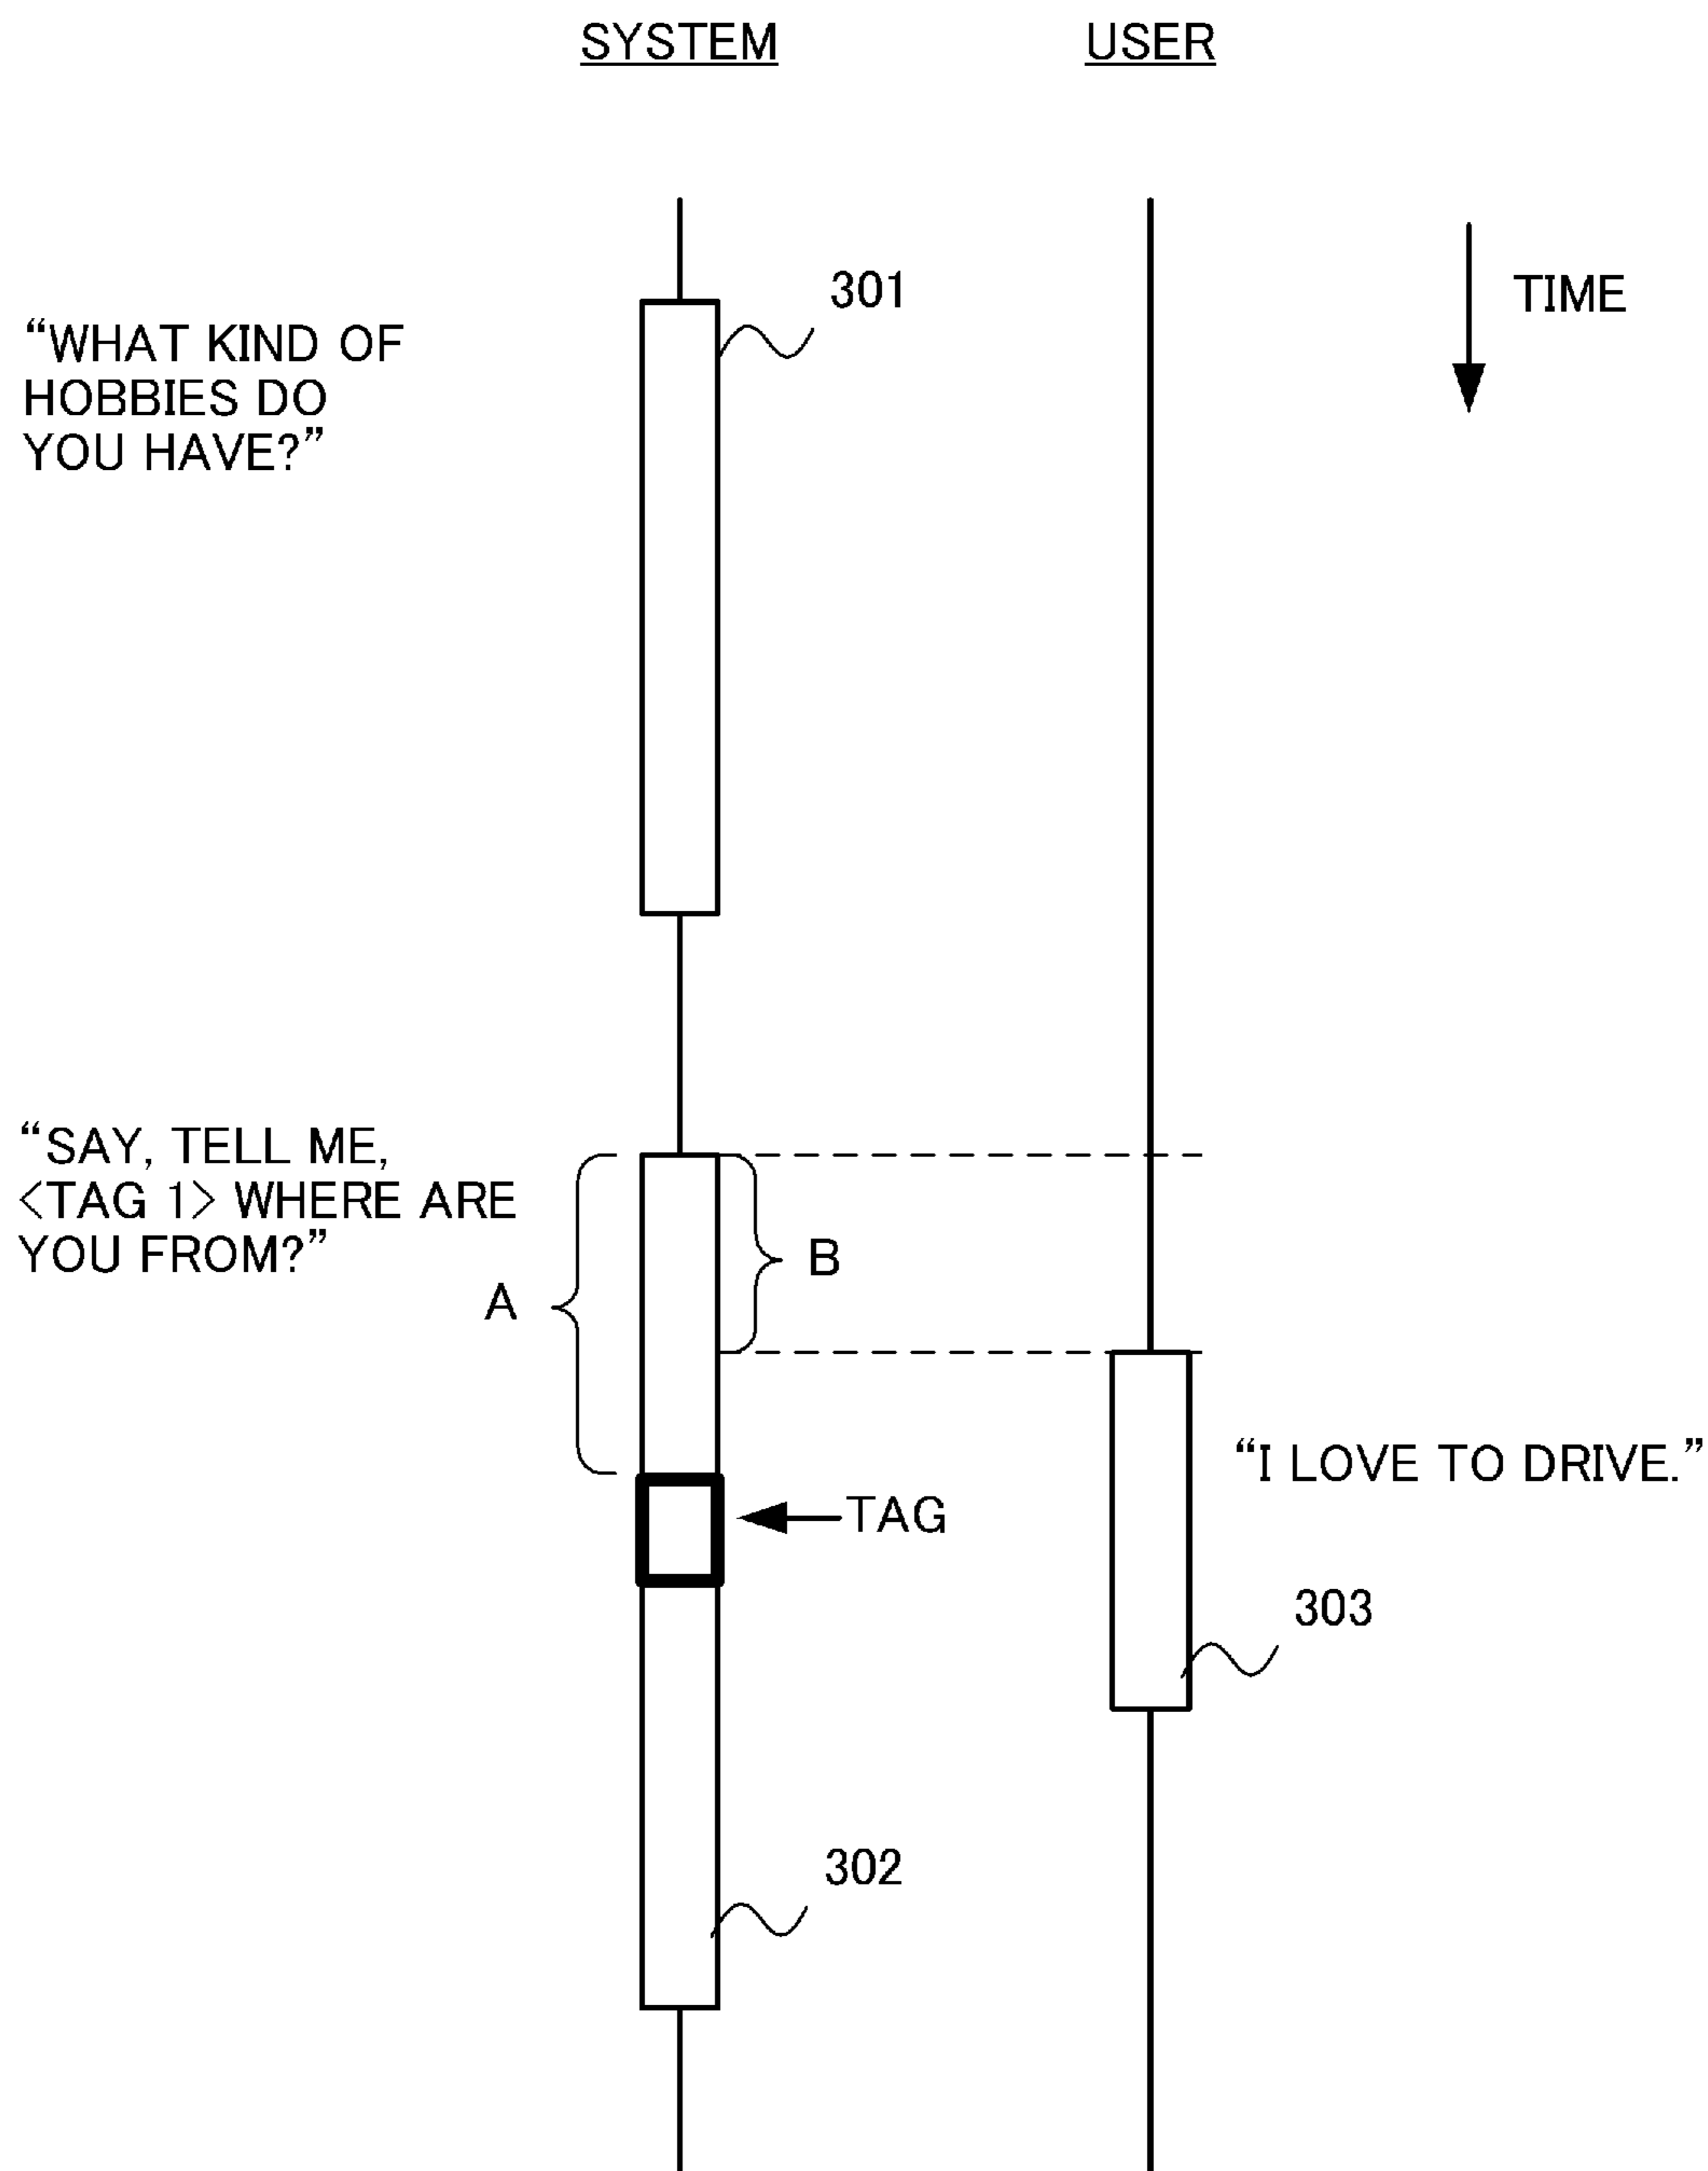 SYSTEM
USER
301
TIME
“WHAT KIND OF
HOBBIES DO
YOU HAVE?”
“SAY, TELL ME,
<TAG 1> WHERE ARE
YOU FROM?”
B
A
“I LOVE TO DRIVE.”
TAG
303
302